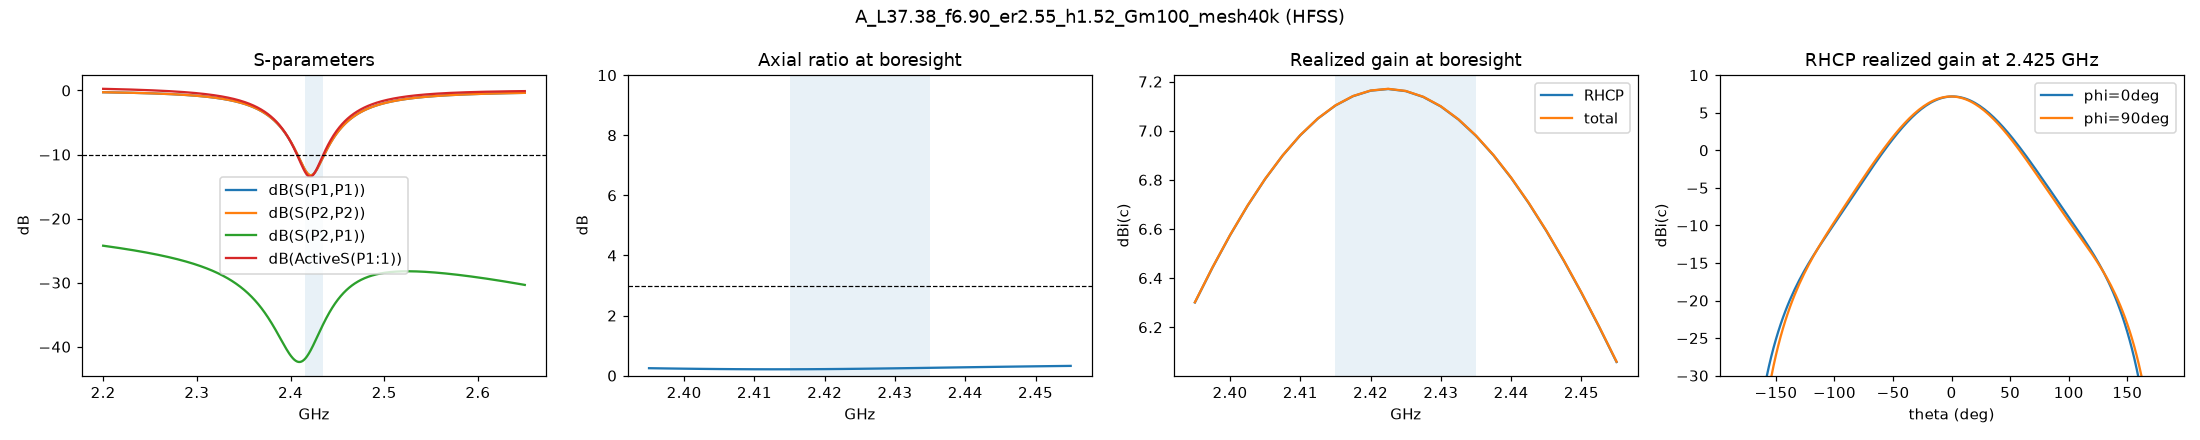 A_L37.38_f6.90_er2.55_h1.52_Gm100_mesh40k (HFSS)
S-parameters
dB
0
−10
−20
−30
−40
dB(S(P1,P1))
dB(S(P2,P2))
dB(S(P2,P1))
dB(ActiveS(P1:1))
2.2 2.3 2.4 2.5 2.6
GHz
Axial ratio at boresight
dB
10
8
6
4
2
0
2.40 2.41 2.42 2.43 2.44 2.45
GHz
Realized gain at boresight
dBi(c)
7.2
7.0
6.8
6.6
6.4
6.2
RHCP
total
2.40 2.41 2.42 2.43 2.44 2.45
GHz
RHCP realized gain at 2.425 GHz
dBi(c)
10
5
0
−5
−10
−15
−20
−25
−30
phi=0deg
phi=90deg
−150 −100 −50 0 50 100 150
theta (deg)